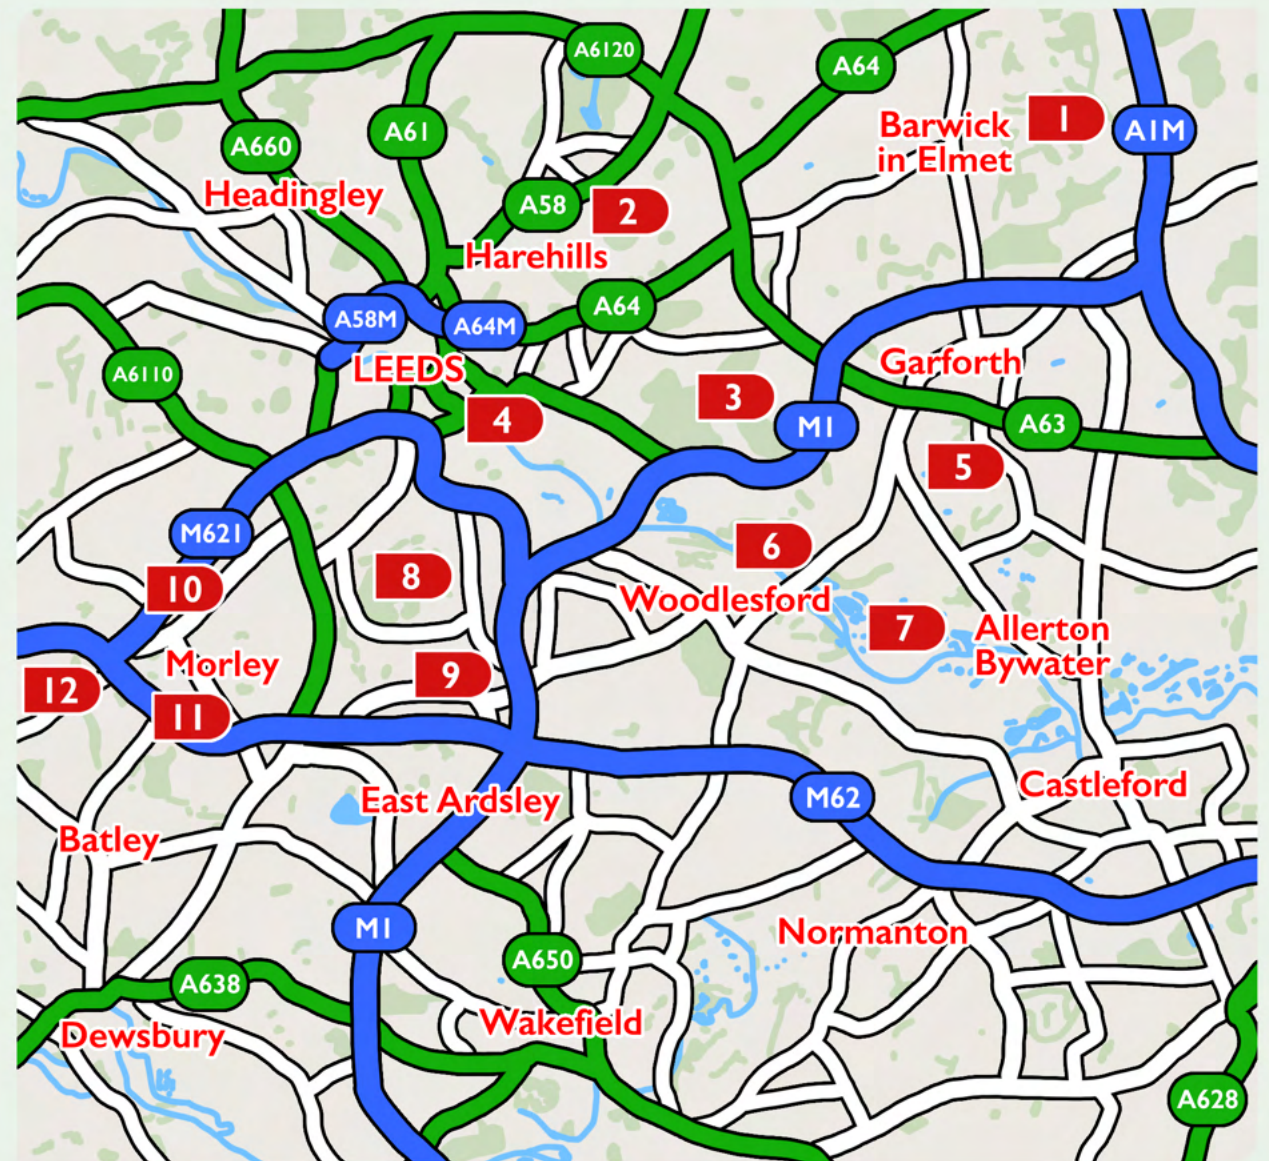 A6120
A64
A660
A61
Barwick
in Elmet
1
A1M
Headingley
A58
2
Harehills
A58M
A64M
A64
LEEDS
A6110
Garforth
3
4
M1
A63
5
M621
6
8
10
Woodlesford
7
Allerton
Bywater
Morley
9
12
11
East Ardsley
M62
Castleford
Batley
M1
Normanton
A650
A638
Wakefield
Dewsbury
A628